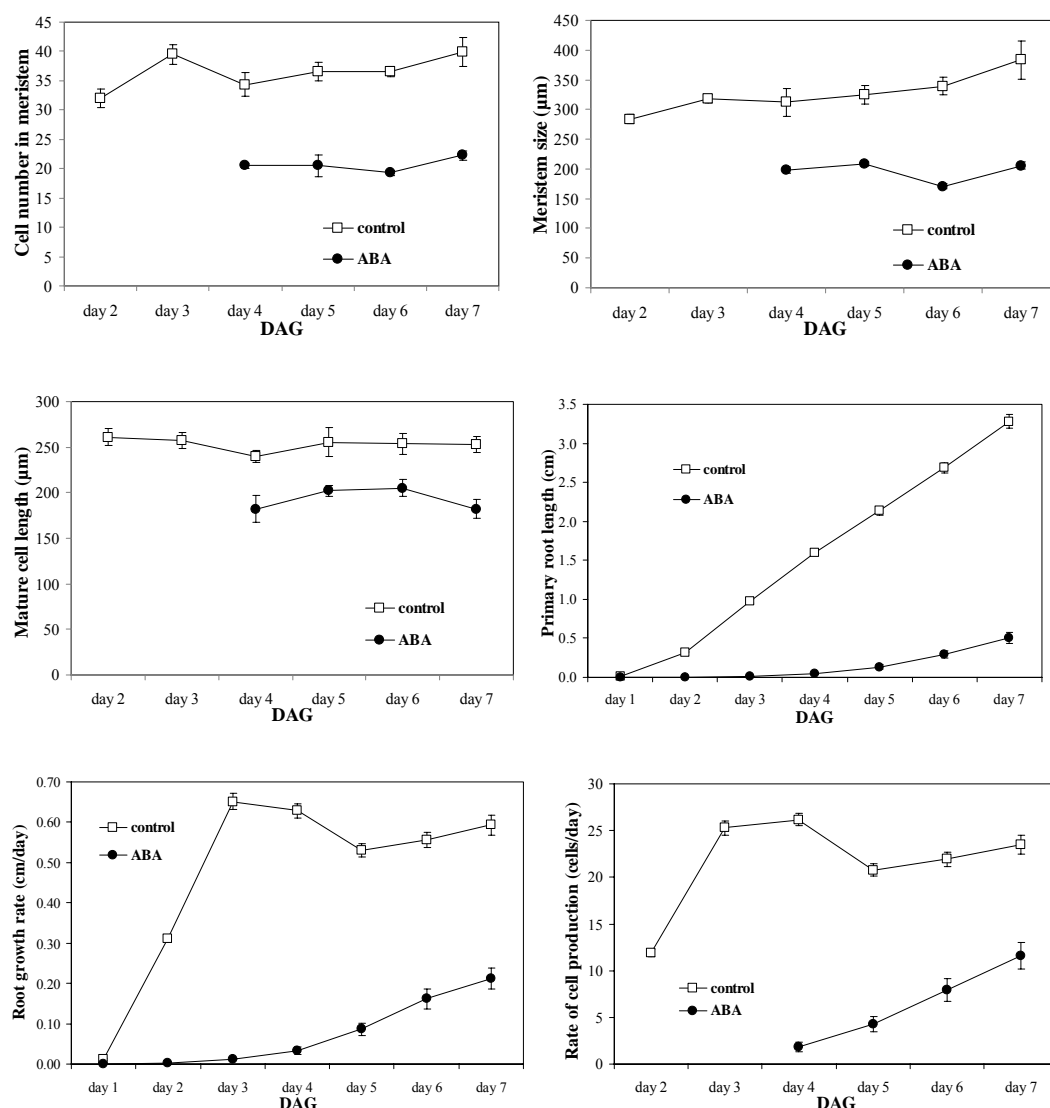 Cell number in meristem
45
40
35
30
25
20
15
10
5
0
control
ABA
day 2 day 3 day 4 day 5 day 6 day 7
DAG
Meristem size (µm)
450
400
350
300
250
200
150
100
50
0
control
ABA
day 2 day 3 day 4 day 5 day 6 day 7
DAG
Mature cell length (µm)
300
250
200
150
100
50
0
control
ABA
day 2 day 3 day 4 day 5 day 6 day 7
DAG
Primary root length (cm)
3.5
3.0
2.5
2.0
1.5
1.0
0.5
0.0
control
ABA
day 1 day 2 day 3 day 4 day 5 day 6 day 7
DAG
Root growth rate (cm/day)
0.70
0.60
0.50
0.40
0.30
0.20
0.10
0.00
control
ABA
day 1 day 2 day 3 day 4 day 5 day 6 day 7
DAG
Rate of cell production (cells/day)
30
25
20
15
10
5
0
control
ABA
day 2 day 3 day 4 day 5 day 6 day 7
DAG